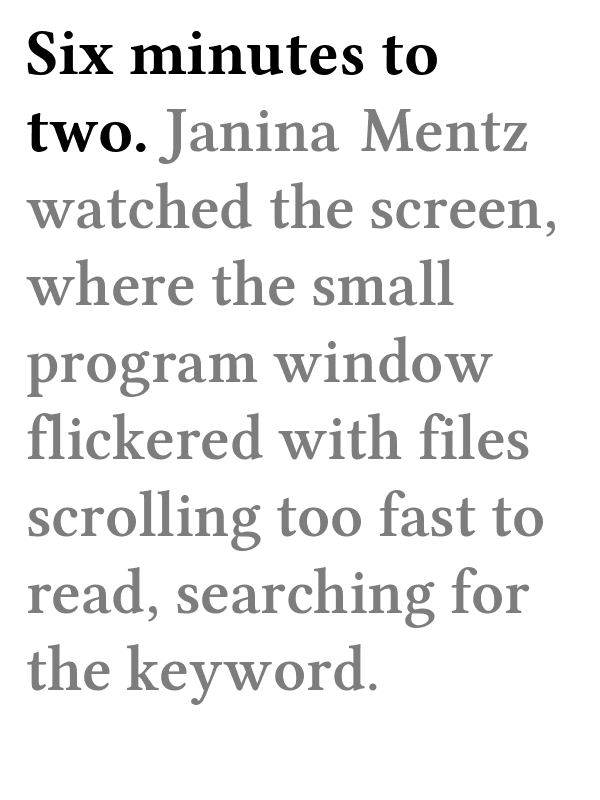 Six minutes to
two. Janina Mentz
watched the screen,
where the small
program window
flickered with files
scrolling too fast to
read, searching for
the keyword.